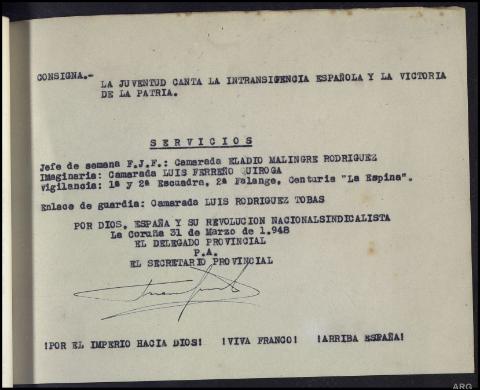 CONSIGNA.-
LA JUVENTUD CANTA LA INTRANSIGENCIA ESPAÑOLA Y LA VICTORIA
DE LA PATRIA.
SERVICIOS
Jefe de semana F.J.F.: Camarada ELADIO MALINGRE RODRIGUEZ
Imaginaria: Camarada LUIS FERREÑO QUIROGA
Vigilancia: 1ª y 2ª Escuadra, 2ª Falange, Centuria "La Espina".
Enlace de guardia: Camarada LUIS RODRIGUEZ TOBAS
POR DIOS, ESPAÑA Y SU REVOLUCION NACIONALSINDICALISTA
La Coruña 31 de Marzo de 1.948
EL DELEGADO PROVINCIAL
P.A.
EL SECRETARIO PROVINCIAL
¡POR EL IMPERIO HACIA DIOS! ¡VIVA FRANCO! ¡ARRIBA ESPAÑA!
ARG